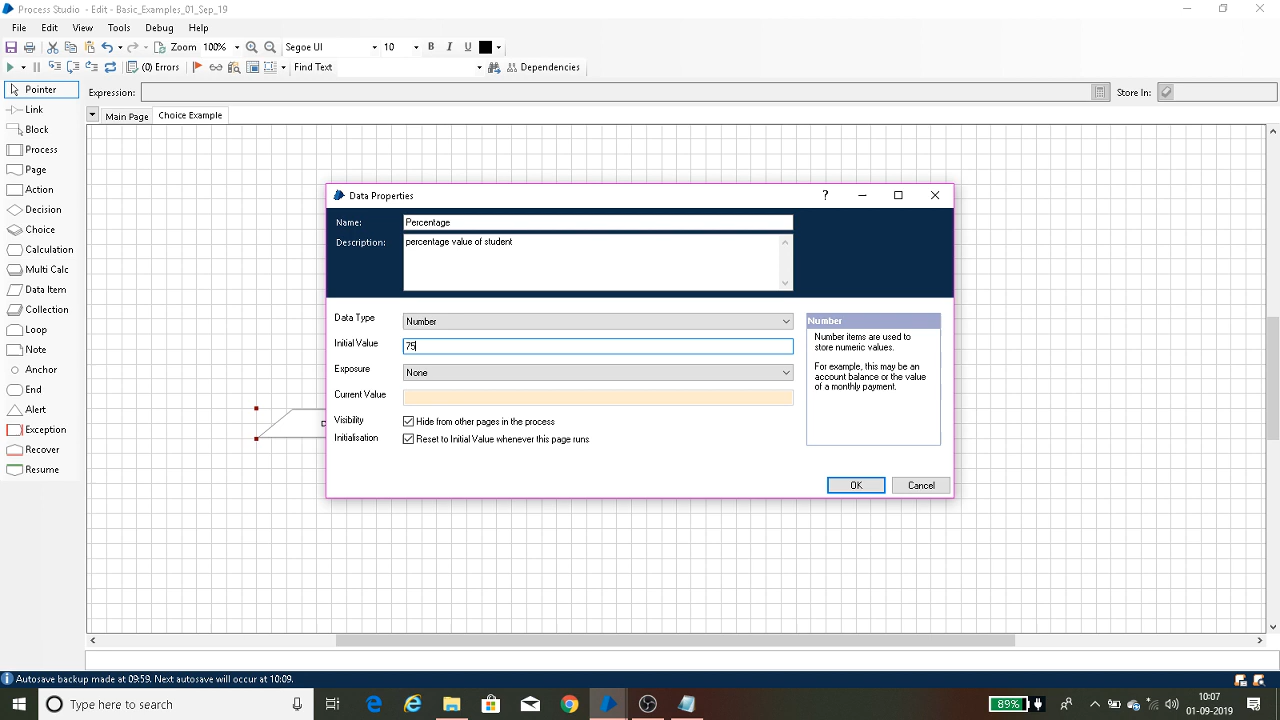 Process Studio - Edit - Basic_Examples_01_Sep_19
File Edit View Tools Debug Help
Zoom 100% Segoe UI 10 B I U
(0) Errors Find Text Dependencies
Pointer Expression: Store In:
Link
Main Page Choice Example
Block
Process
Page
Action
Decision
Choice
Calculation
Multi Calc
Data Item
Collection
Loop
Note
Anchor
End
Alert
Exception
Recover
Resume
Data Properties ?
Name: Percentage
Description: percentage value of student
Data Type Number
Initial Value 75
Exposure None
Current Value
Visibility Hide from other pages in the process
Initialisation Reset to Initial Value whenever this page runs
Number
Number items are used to
store numeric values.
For example, this may be an
account balance or the value
of a monthly payment.
OK Cancel
Autosave backup made at 09:59. Next autosave will occur at 10:09.
Type here to search
89%
10:07
01-09-2019